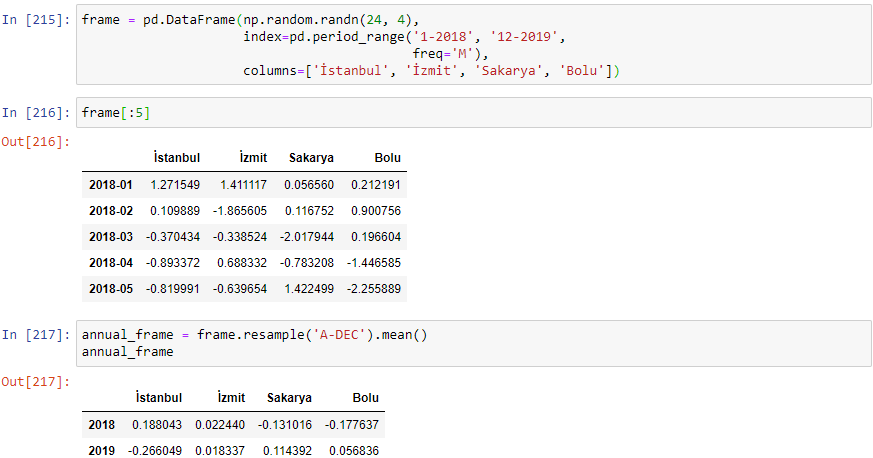 In [215]: frame = pd.DataFrame(np.random.randn(24, 4),
index=pd.period_range('1-2018', '12-2019',
freq='M'),
columns=['İstanbul', 'İzmit', 'Sakarya', 'Bolu'])
In [216]: frame[:5]
Out[216]:
İstanbul İzmit Sakarya Bolu
2018-01 1.271549 1.411117 0.056560 0.212191
2018-02 0.109889 -1.865605 0.116752 0.900756
2018-03 -0.370434 -0.338524 -2.017944 0.196604
2018-04 -0.893372 0.688332 -0.783208 -1.446585
2018-05 -0.819991 -0.639654 1.422499 -2.255889
In [217]: annual_frame = frame.resample('A-DEC').mean()
annual_frame
Out[217]:
İstanbul İzmit Sakarya Bolu
2018 0.188043 0.022440 -0.131016 -0.177637
2019 -0.266049 0.018337 0.114392 0.056836